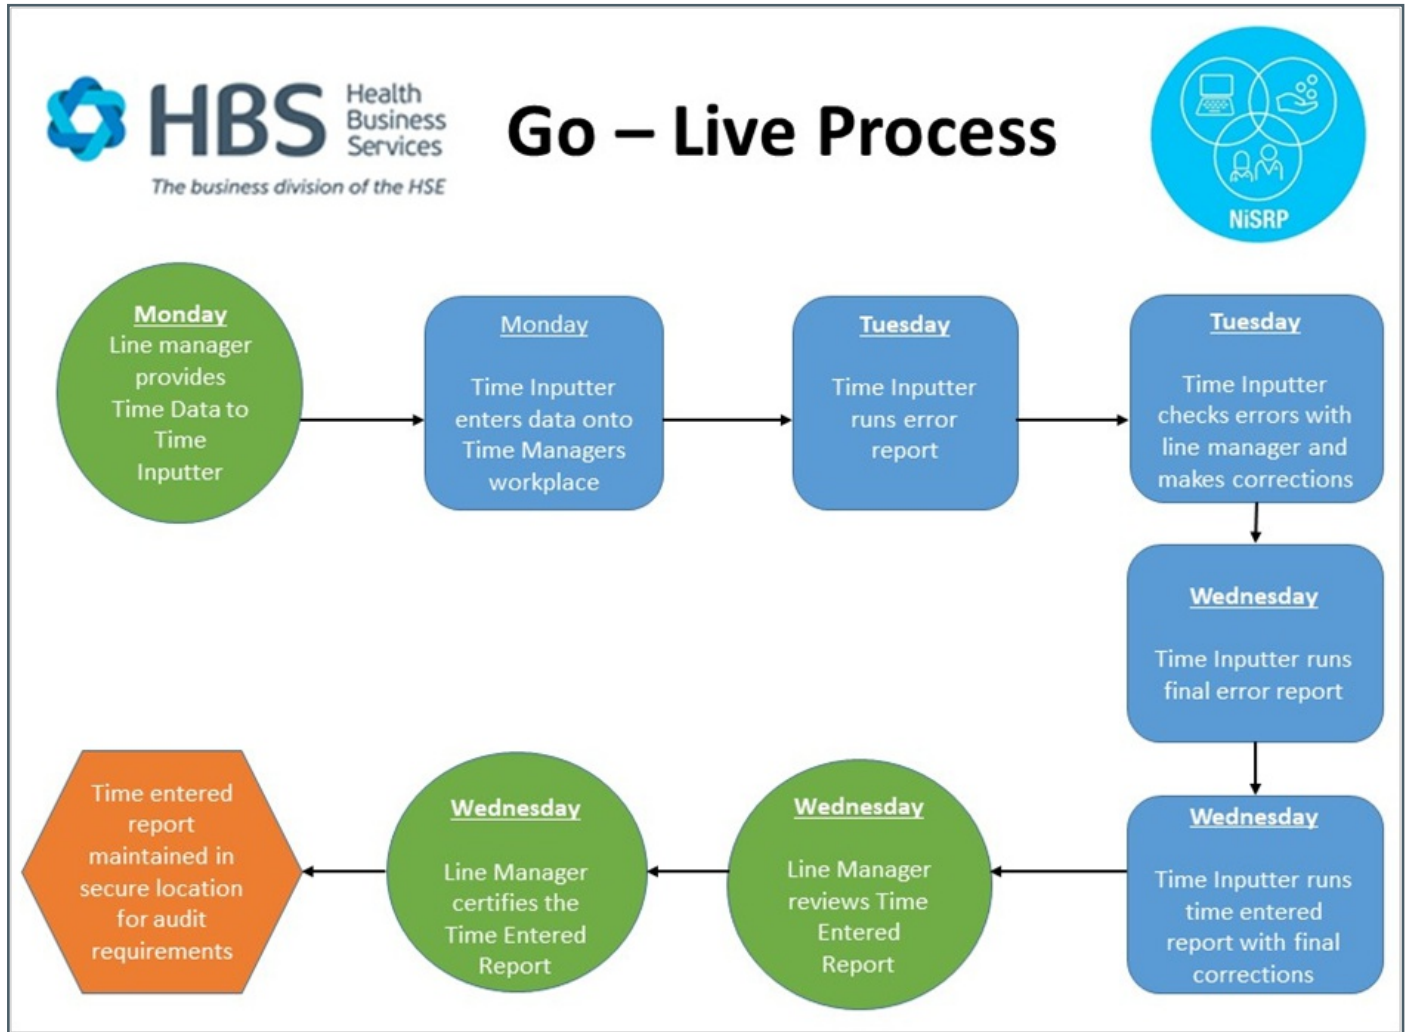 HBS
Health
Business
Services
The business division of the HSE
Go – Live Process
NiSRP
Monday
Line manager
provides
Time Data to
Time
Inputter
Monday
Time Inputter
enters data onto
Time Managers
workplace
Tuesday
Time Inputter
runs error
report
Tuesday
Time Inputter
checks errors with
line manager and
makes corrections
Wednesday
Time Inputter runs
final error report
Wednesday
Time Inputter runs
time entered
report with final
corrections
Wednesday
Line Manager
reviews Time
Entered
Report
Wednesday
Line Manager
certifies the
Time Entered
Report
Time entered
report
maintained in
secure location
for audit
requirements